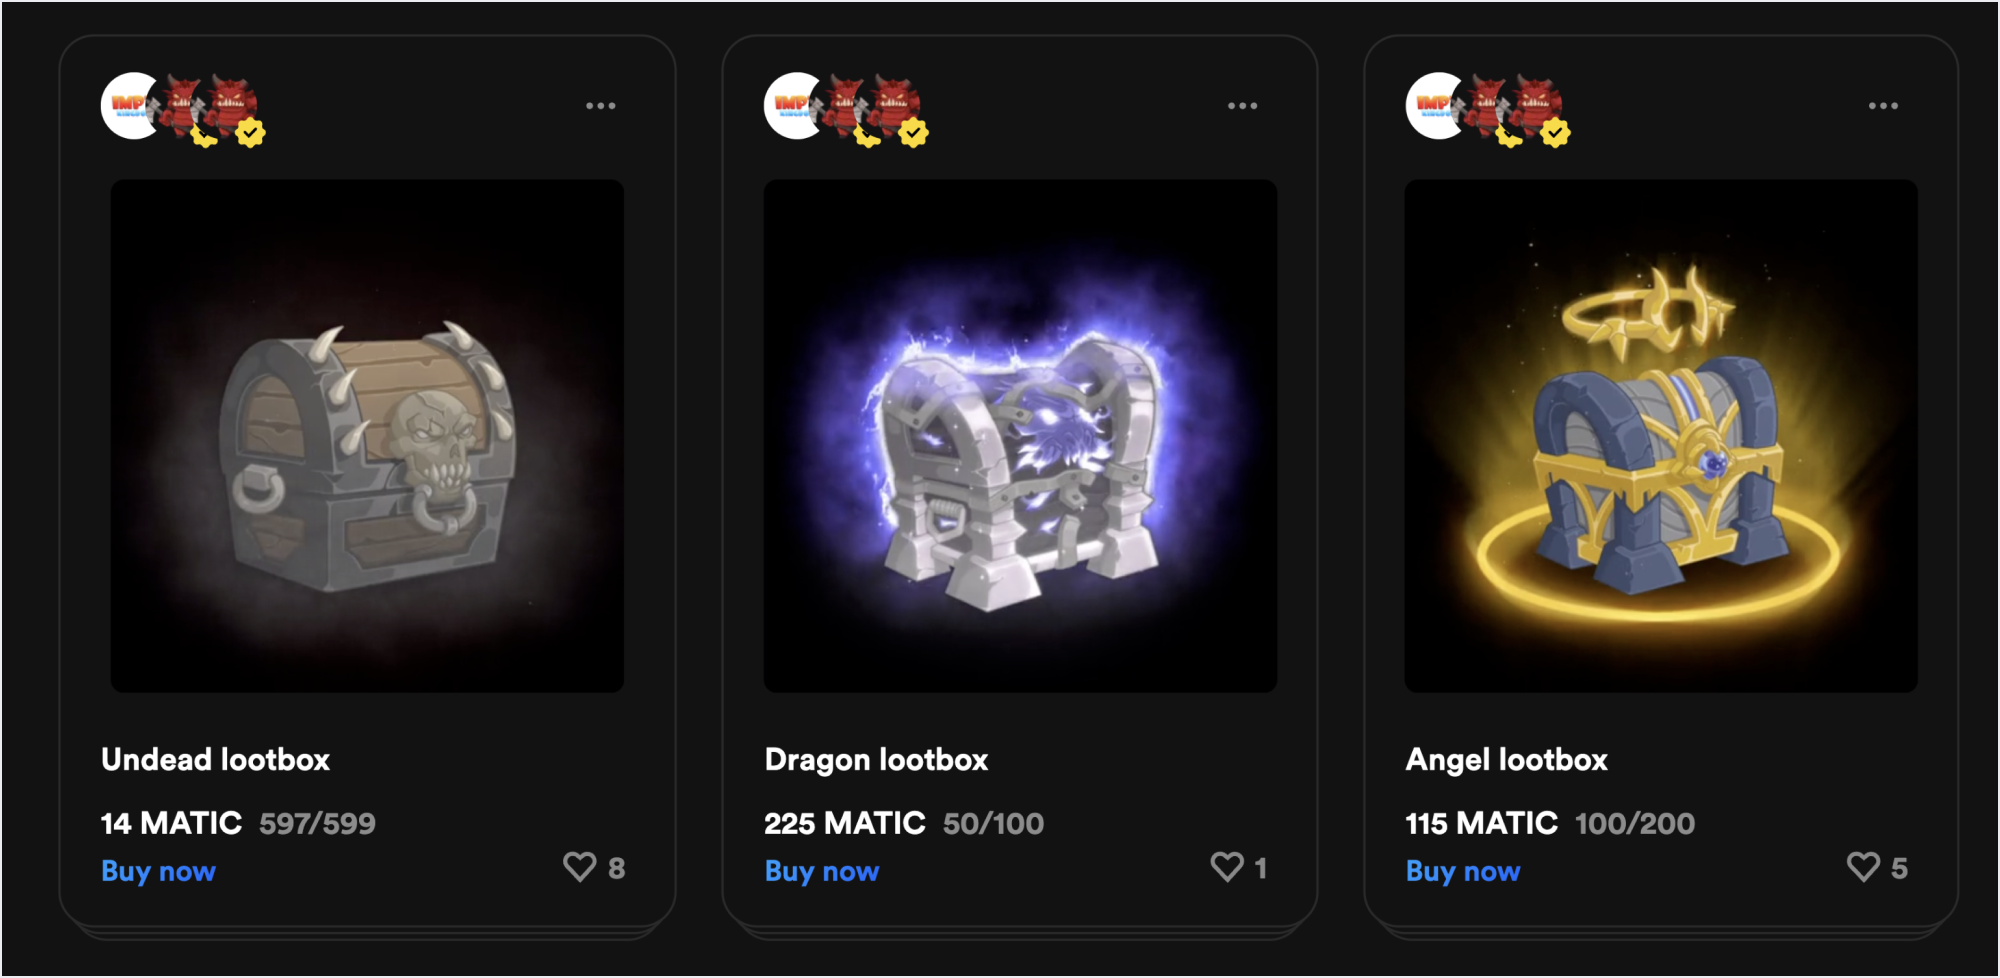 IMP
Undead lootbox
14 MATIC 597/599
Buy now
8
IMP
Dragon lootbox
225 MATIC 50/100
Buy now
1
IMP
Angel lootbox
115 MATIC 100/200
Buy now
5